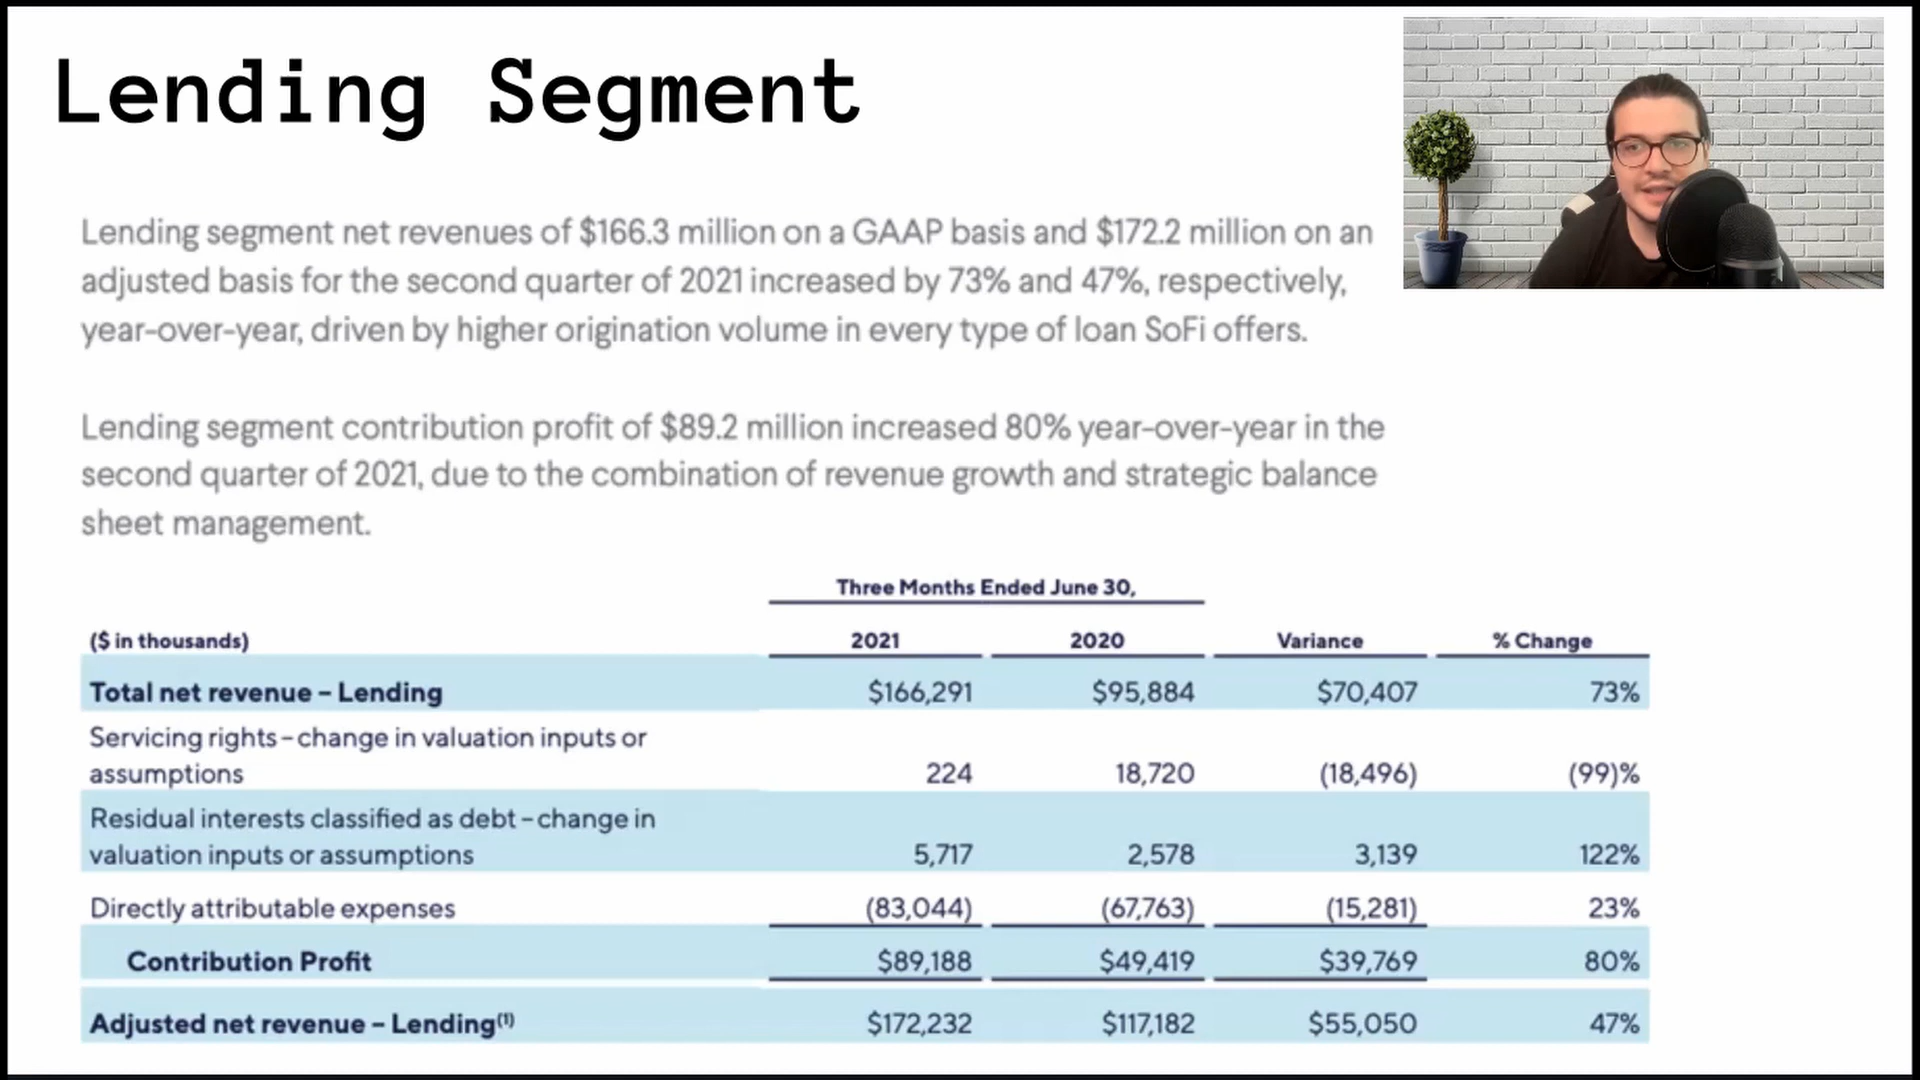 Lending Segment
Lending segment net revenues of $166.3 million on a GAAP basis and $172.2 million on an
adjusted basis for the second quarter of 2021 increased by 73% and 47%, respectively,
year-over-year, driven by higher origination volume in every type of loan SoFi offers.
Lending segment contribution profit of $89.2 million increased 80% year-over-year in the
second quarter of 2021, due to the combination of revenue growth and strategic balance
sheet management.
Three Months Ended June 30,
($ in thousands) 2021 2020 Variance % Change
Total net revenue – Lending $166,291 $95,884 $70,407 73%
Servicing rights – change in valuation inputs or
assumptions 224 18,720 (18,496) (99)%
Residual interests classified as debt – change in
valuation inputs or assumptions 5,717 2,578 3,139 122%
Directly attributable expenses (83,044) (67,763) (15,281) 23%
Contribution Profit $89,188 $49,419 $39,769 80%
Adjusted net revenue – Lending(1) $172,232 $117,182 $55,050 47%